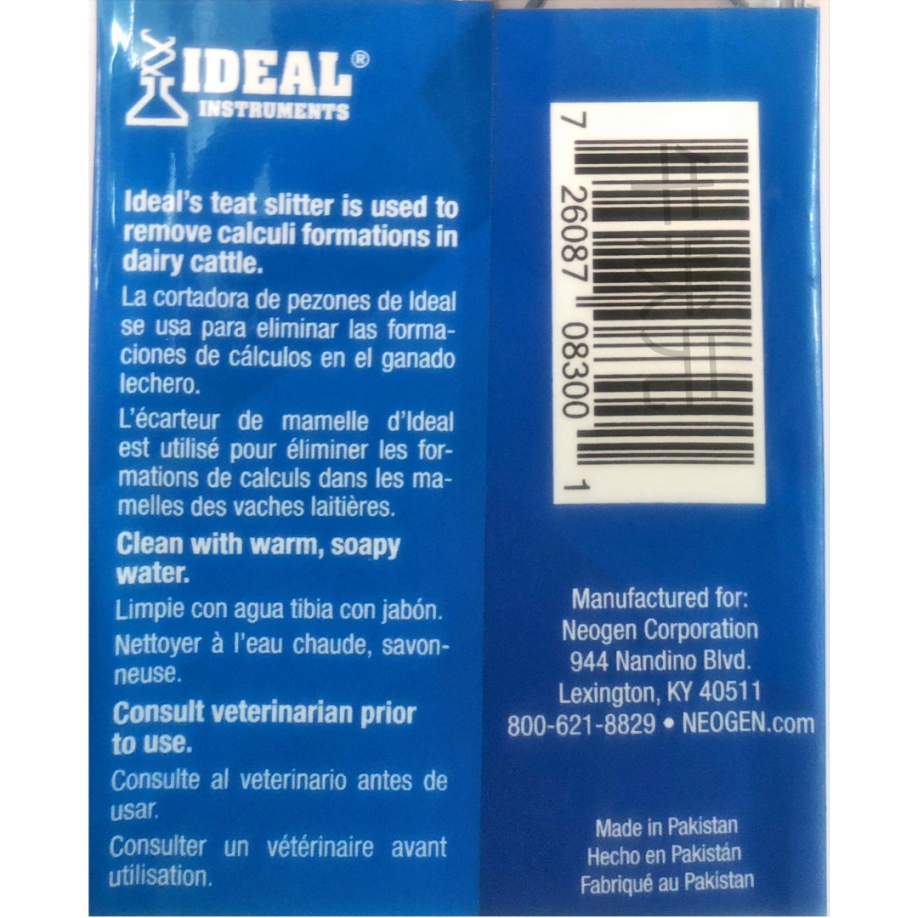 IDEAL®
INSTRUMENTS
Ideal's teat slitter is used to
remove calculi formations in
dairy cattle.
La cortadora de pezones de Ideal
se usa para eliminar las forma-
ciones de cálculos en el ganado
lechero.
L'écarteur de mamelle d'Ideal
est utilisé pour éliminer les for-
mations de calculs dans les ma-
melles des vaches laitières.
Clean with warm, soapy
water.
Limpie con agua tibia con jabón.
Nettoyer à l'eau chaude, savon-
neuse.
Consult veterinarian prior
to use.
Consulte al veterinario antes de
usar.
Consulter un vétérinaire avant
utilisation.
7 26087 08300 1
Manufactured for:
Neogen Corporation
944 Nandino Blvd.
Lexington, KY 40511
800-621-8829 • NEOGEN.com
Made in Pakistan
Hecho en Pakistán
Fabriqué au Pakistan